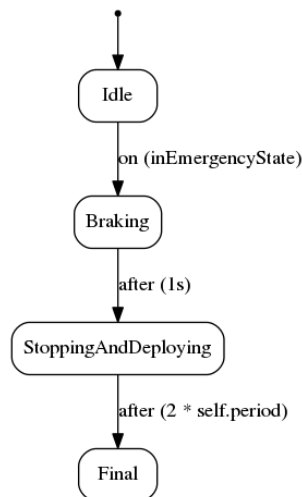 Idle
on (inEmergencyState)
Braking
after (1s)
StoppingAndDeploying
after (2 * self.period)
Final